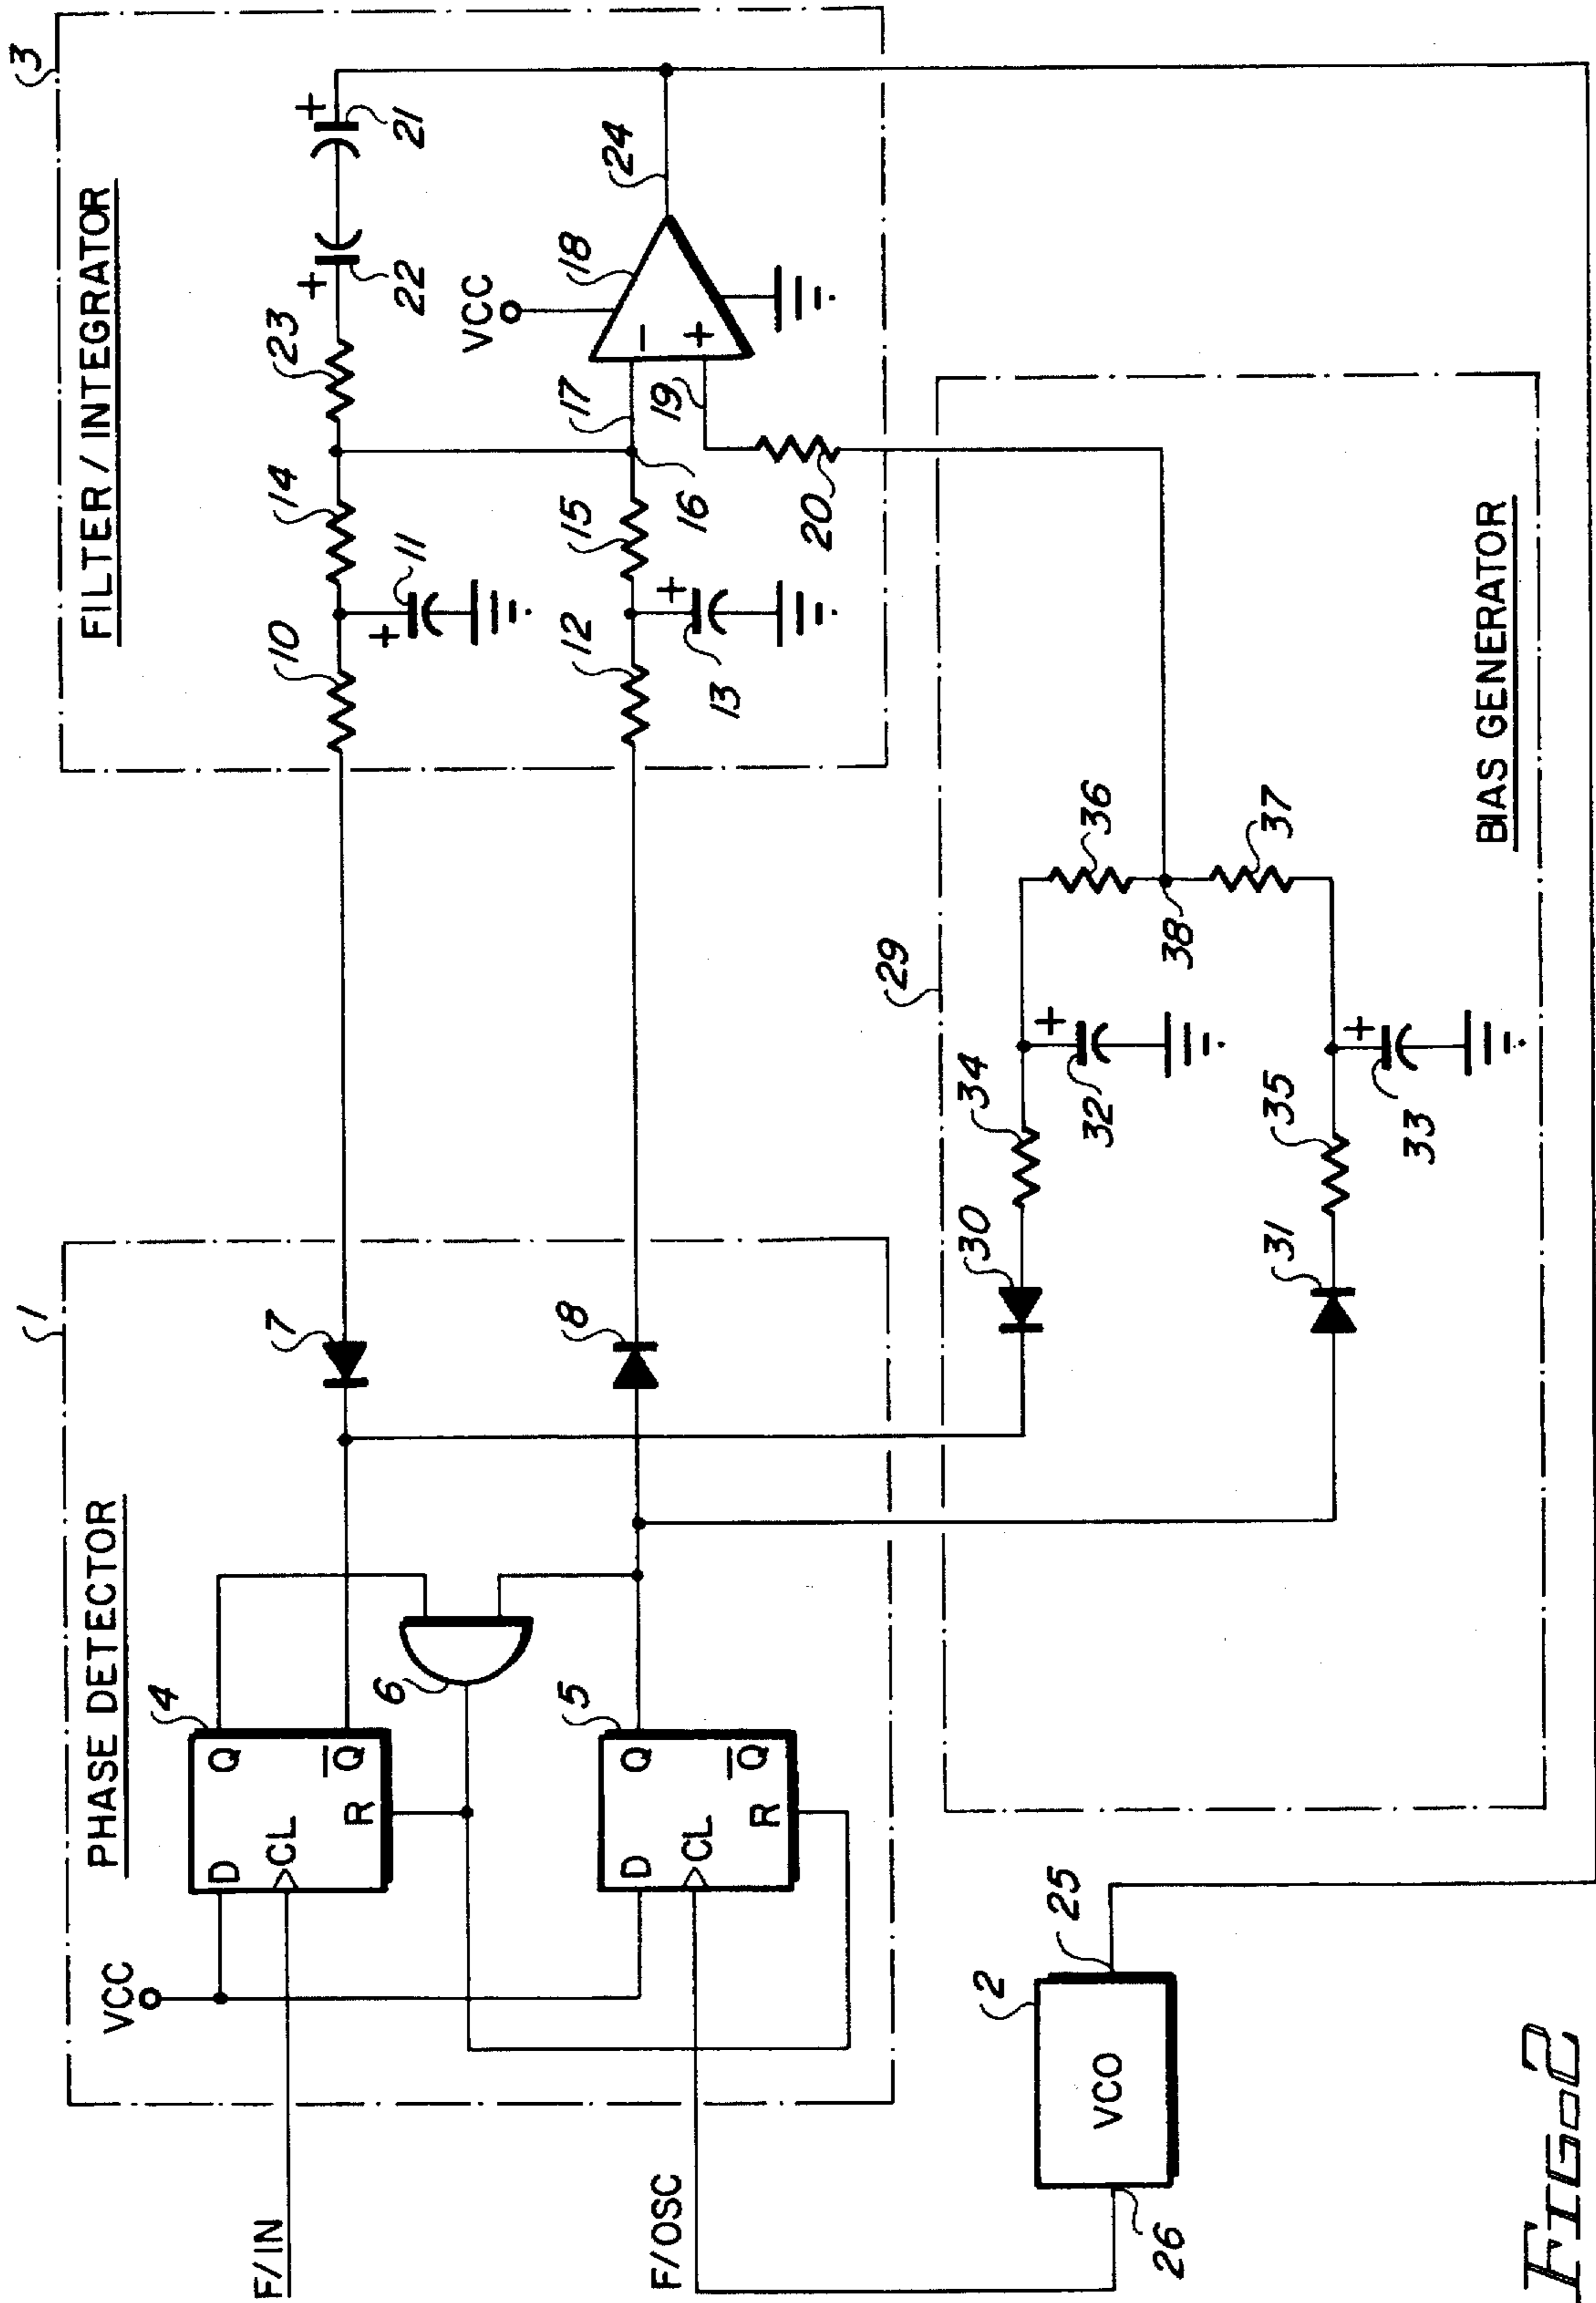 PHASE DETECTOR
1
VCC
4
D
Q
CL
Q
R
F/IN
6
7
5
D
Q
CL
Q
R
8
F/OSC
FILTER/INTEGRATOR
3
10
14
23
+
22
+
21
+
11
VCC
12
15
17
18
24
−
+
+
13
16
19
20
29
30
34
+
32
36
38
37
31
35
+
33
BIAS GENERATOR
2
VCO
25
26
FIG.2